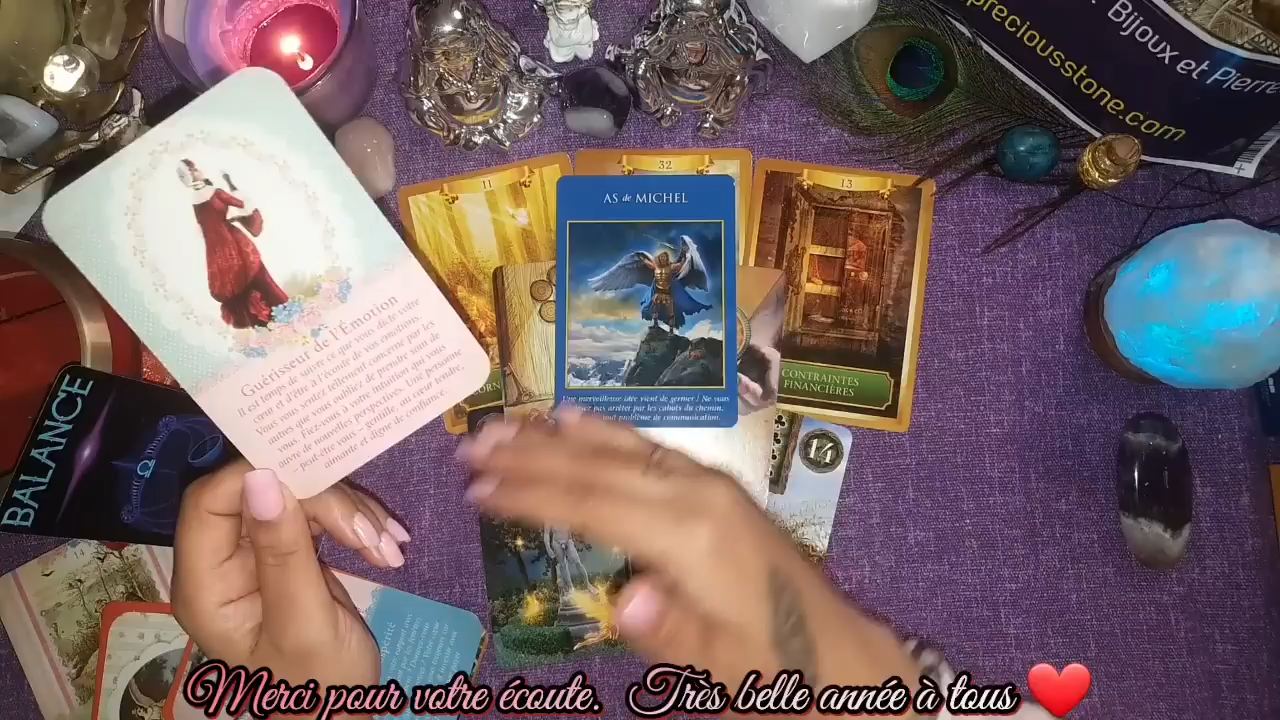 Bijoux et Pierre
preciousstone.com
11
32
13
AS de MICHEL
Une merveilleuse idée vient de germer ! Ne vous
pas arrêter par les cahots du chemin.
tout problème de communication.
CONTRAINTES
FINANCIÈRES
14
Guérisseur de l'Émotion
Il est temps de suivre ce que vous dicte votre
cœur et d'être à l'écoute de vos émotions.
Vous vous sentez tellement concerné par les
autres que vous oubliez de prendre soin de
vous. Fiez-vous à votre intuition qui vous
ouvre de nouvelles perspectives. Une personne
– peut-être vous – géniale, au cœur tendre,
aimante et digne de confiance.
BALANCE
Merci pour votre écoute. Très belle année à tous